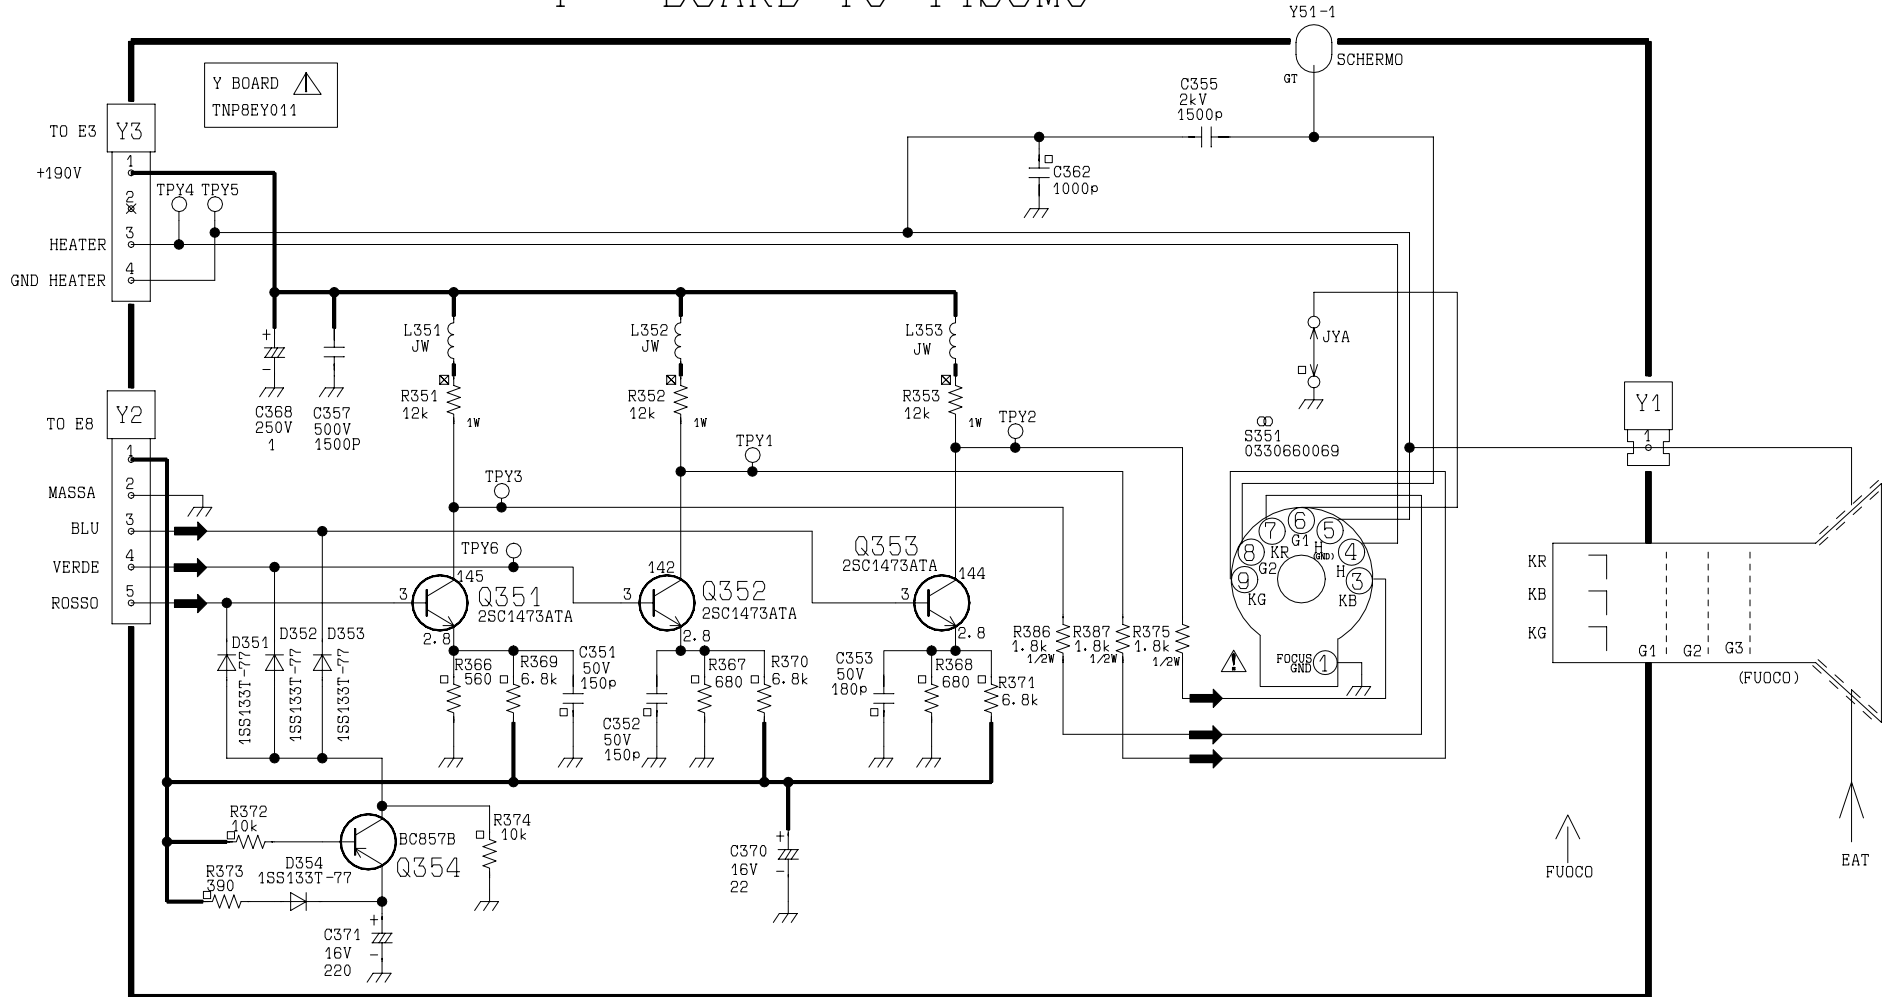 Y51-1
SCHERMO
GT
Y BOARD
TNP8EY011
C355
2kV
1500p
TO E3
Y3
+190V
1
2
3
4
TPY4
TPY5
HEATER
GND HEATER
C362
1000p
L351
JW
L352
JW
L353
JW
JYA
R351
12k
1W
R352
12k
1W
R353
12k
1W
C368
250V
1
C357
500V
1500P
TO E8
Y2
1
MASSA
2
BLU
3
VERDE
4
ROSSO
5
TPY3
TPY1
TPY2
S351
0330660069
Y1
1
TPY6
145
3
Q351
2SC1473ATA
2.8
142
3
Q352
2SC1473ATA
2.8
Q353
2SC1473ATA
144
3
2.8
7
6
5
8
KR
G1
H
(GND)
4
G2
H
9
3
KG
KB
FOCUS
GND
1
KR
KB
KG
G1
G2
G3
(FUOCO)
D351
1SS133T-77
D352
1SS133T-77
D353
1SS133T-77
R366
560
R369
6.8k
C351
50V
150p
R367
680
R370
6.8k
C352
50V
150p
C353
50V
180p
R368
680
R371
6.8k
R386
1.8k
1/2W
R387
1.8k
1/2W
R375
1.8k
1/2W
R372
10k
BC857B
Q354
R374
10k
R373
390
D354
1SS133T-77
C370
16V
22
C371
16V
220
FUOCO
EAT